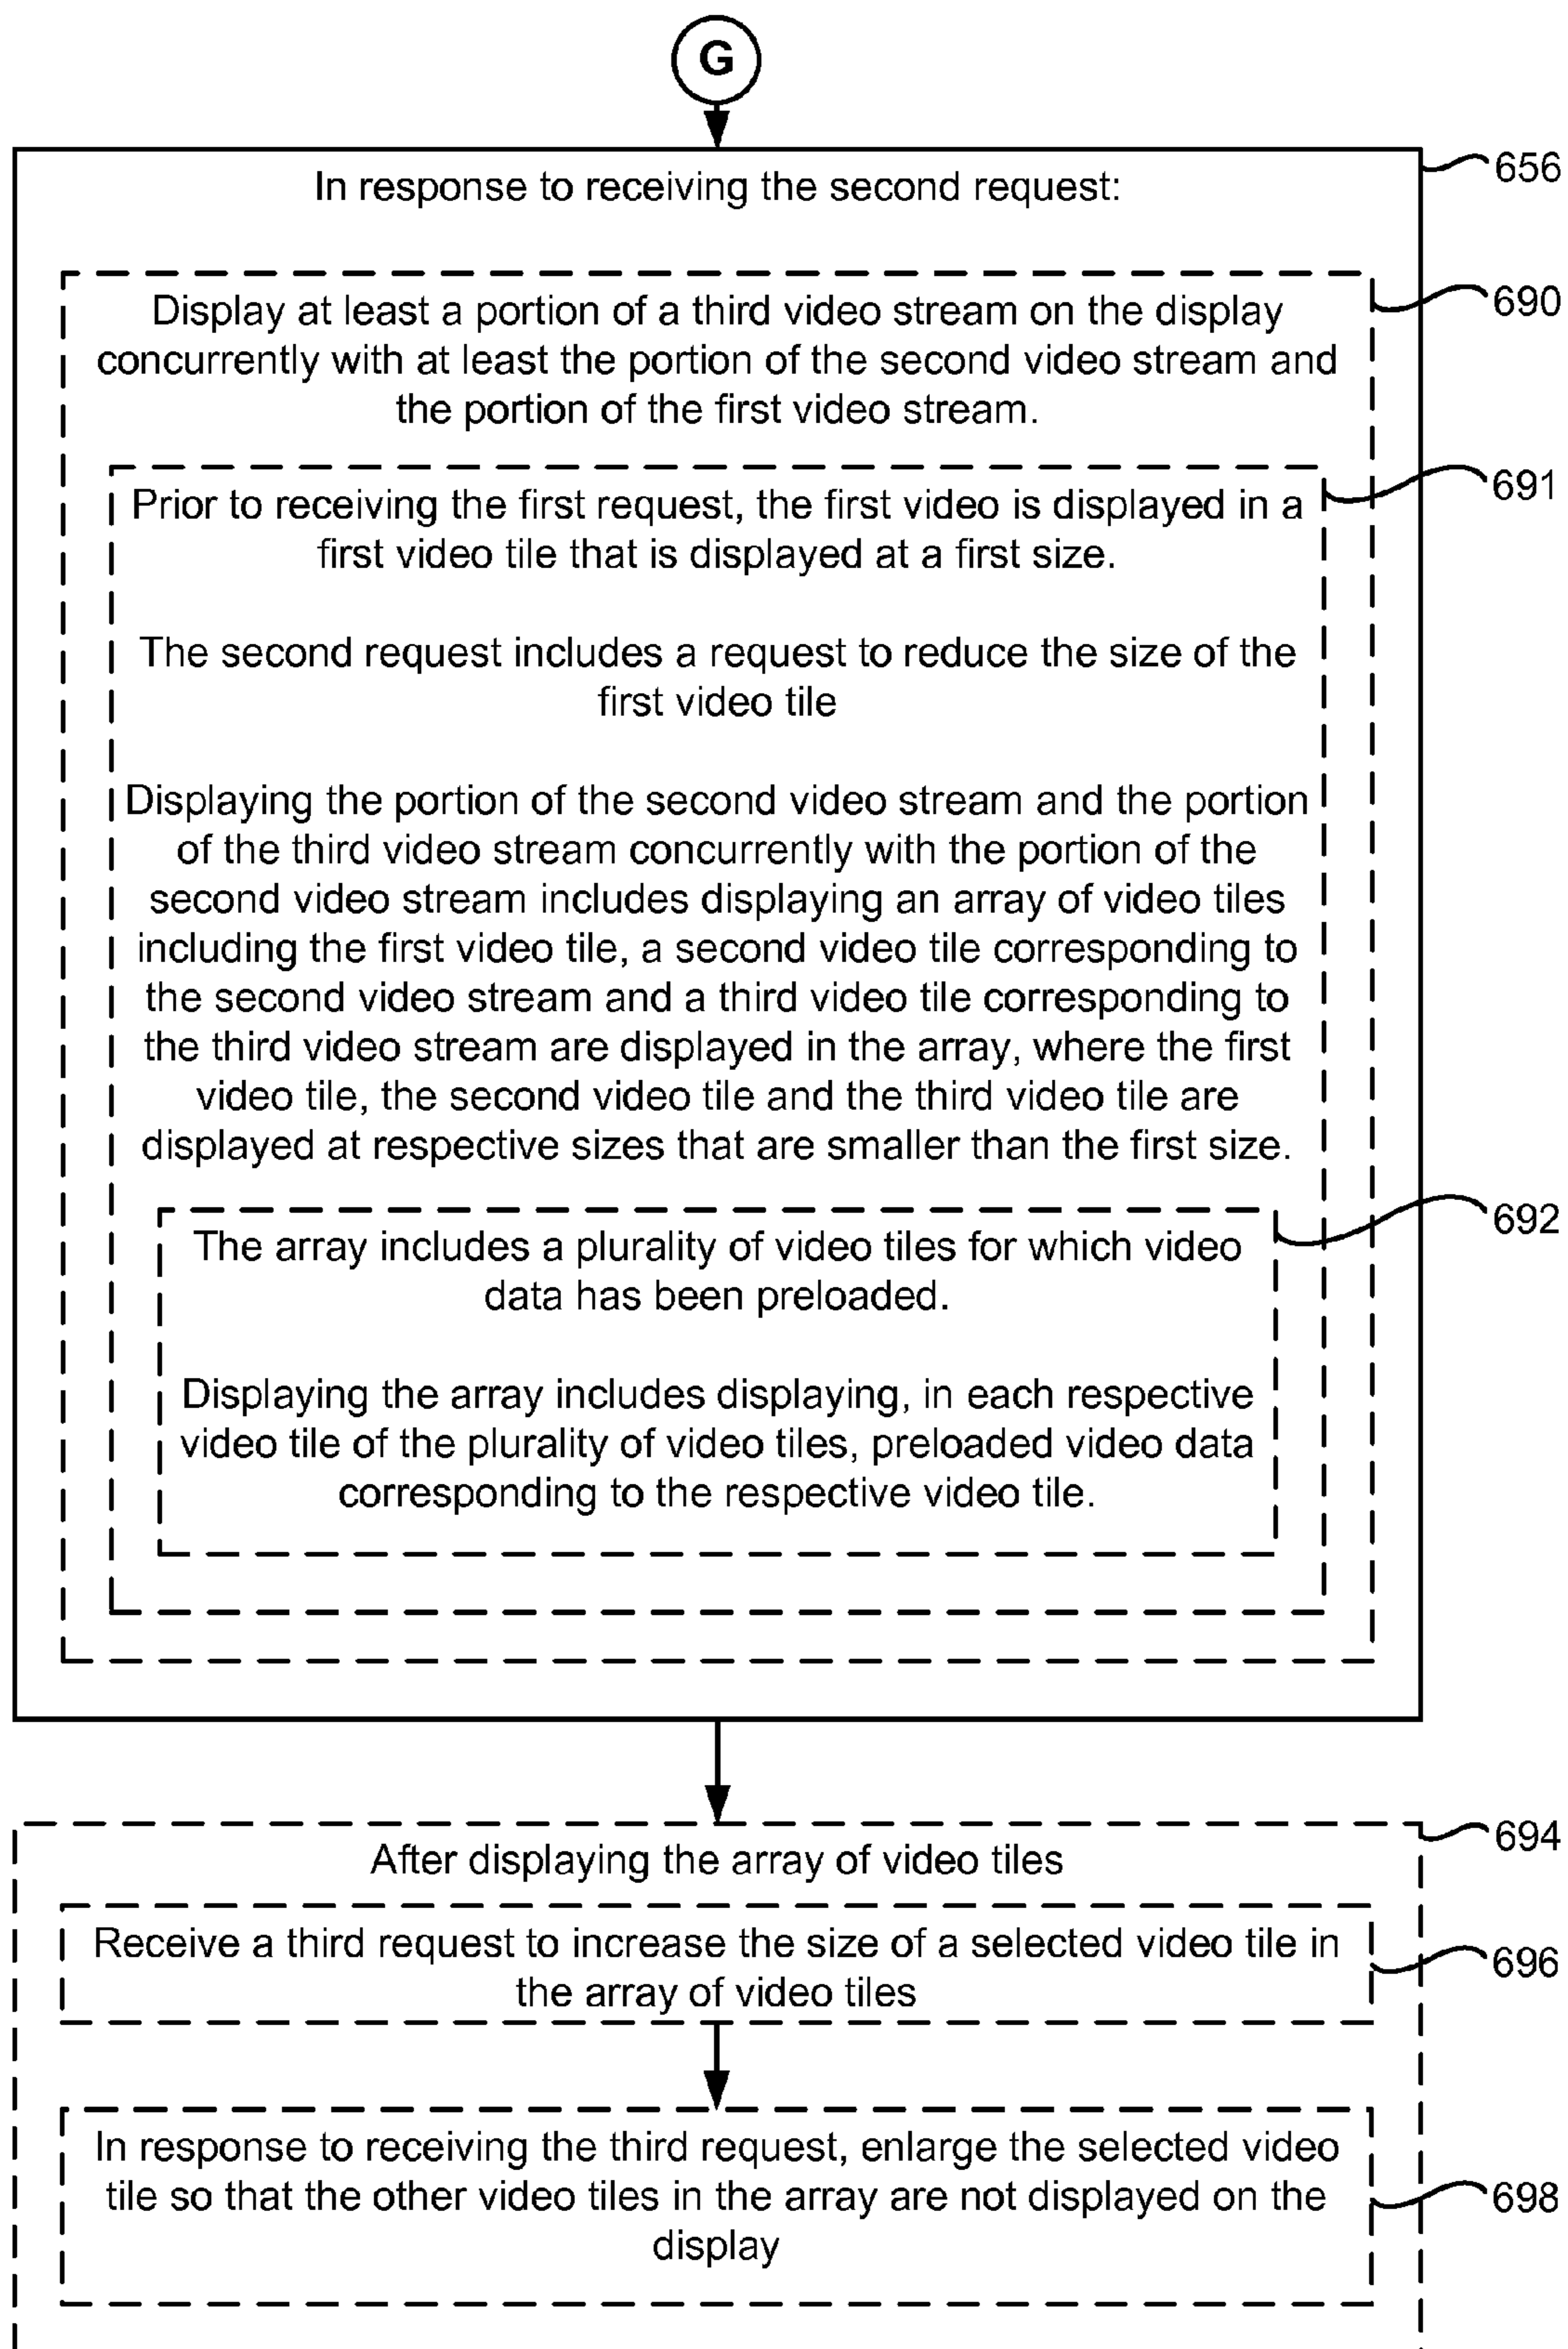 G
656
In response to receiving the second request:
690
Display at least a portion of a third video stream on the display
concurrently with at least the portion of the second video stream and
the portion of the first video stream.
691
Prior to receiving the first request, the first video is displayed in a
first video tile that is displayed at a first size.
The second request includes a request to reduce the size of the
first video tile
Displaying the portion of the second video stream and the portion
of the third video stream concurrently with the portion of the
second video stream includes displaying an array of video tiles
including the first video tile, a second video tile corresponding to
the second video stream and a third video tile corresponding to
the third video stream are displayed in the array, where the first
video tile, the second video tile and the third video tile are
displayed at respective sizes that are smaller than the first size.
692
The array includes a plurality of video tiles for which video
data has been preloaded.
Displaying the array includes displaying, in each respective
video tile of the plurality of video tiles, preloaded video data
corresponding to the respective video tile.
694
After displaying the array of video tiles
Receive a third request to increase the size of a selected video tile in
the array of video tiles
696
In response to receiving the third request, enlarge the selected video
tile so that the other video tiles in the array are not displayed on the
display
698